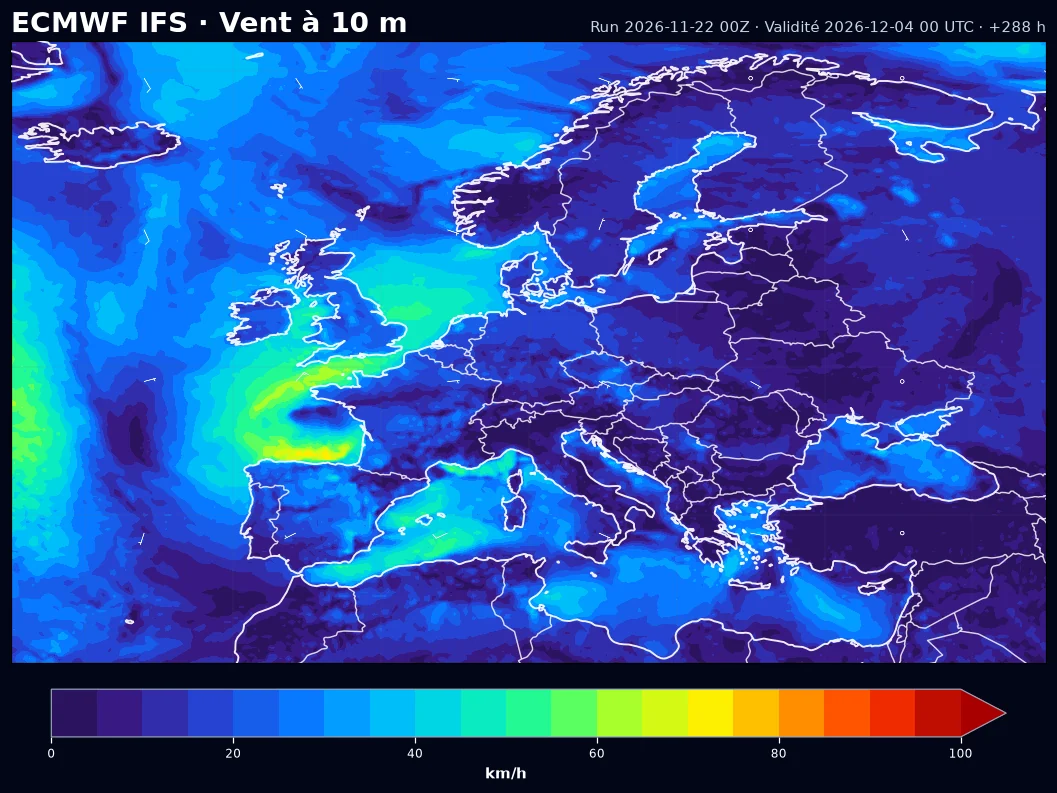 ECMWF IFS · Vent à 10 m
Run 2026-11-22 00Z · Validité 2026-12-04 00 UTC · +288 h
0 20 40 60 80 100
km/h